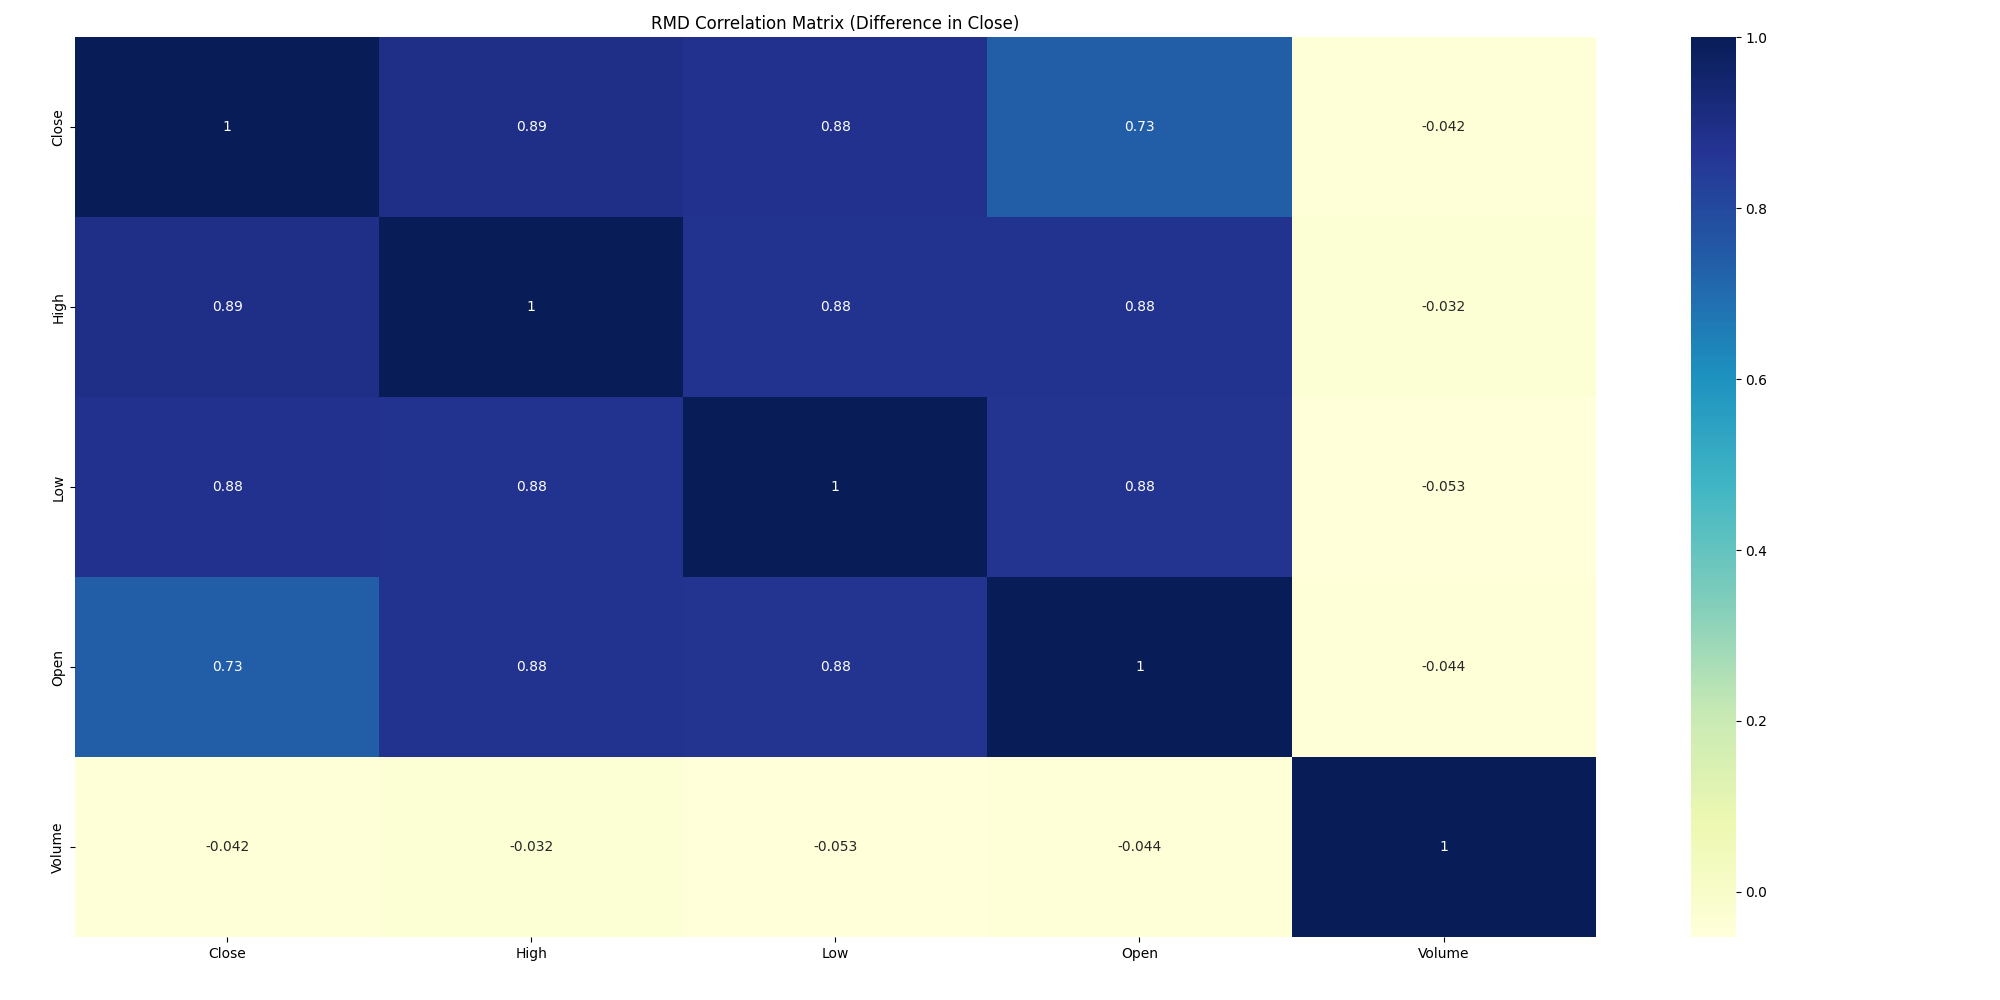 RMD Correlation Matrix (Difference in Close)
Close 1 0.89 0.88 0.73 -0.042
High 0.89 1 0.88 0.88 -0.032
Low 0.88 0.88 1 0.88 -0.053
Open 0.73 0.88 0.88 1 -0.044
Volume -0.042 -0.032 -0.053 -0.044 1
Close High Low Open Volume
1.0
0.8
0.6
0.4
0.2
0.0